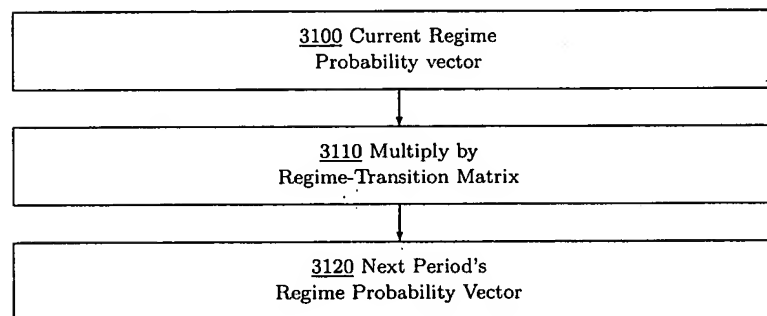 3100 Current Regime
Probability vector
3110 Multiply by
Regime-Transition Matrix
3120 Next Period's
Regime Probability Vector